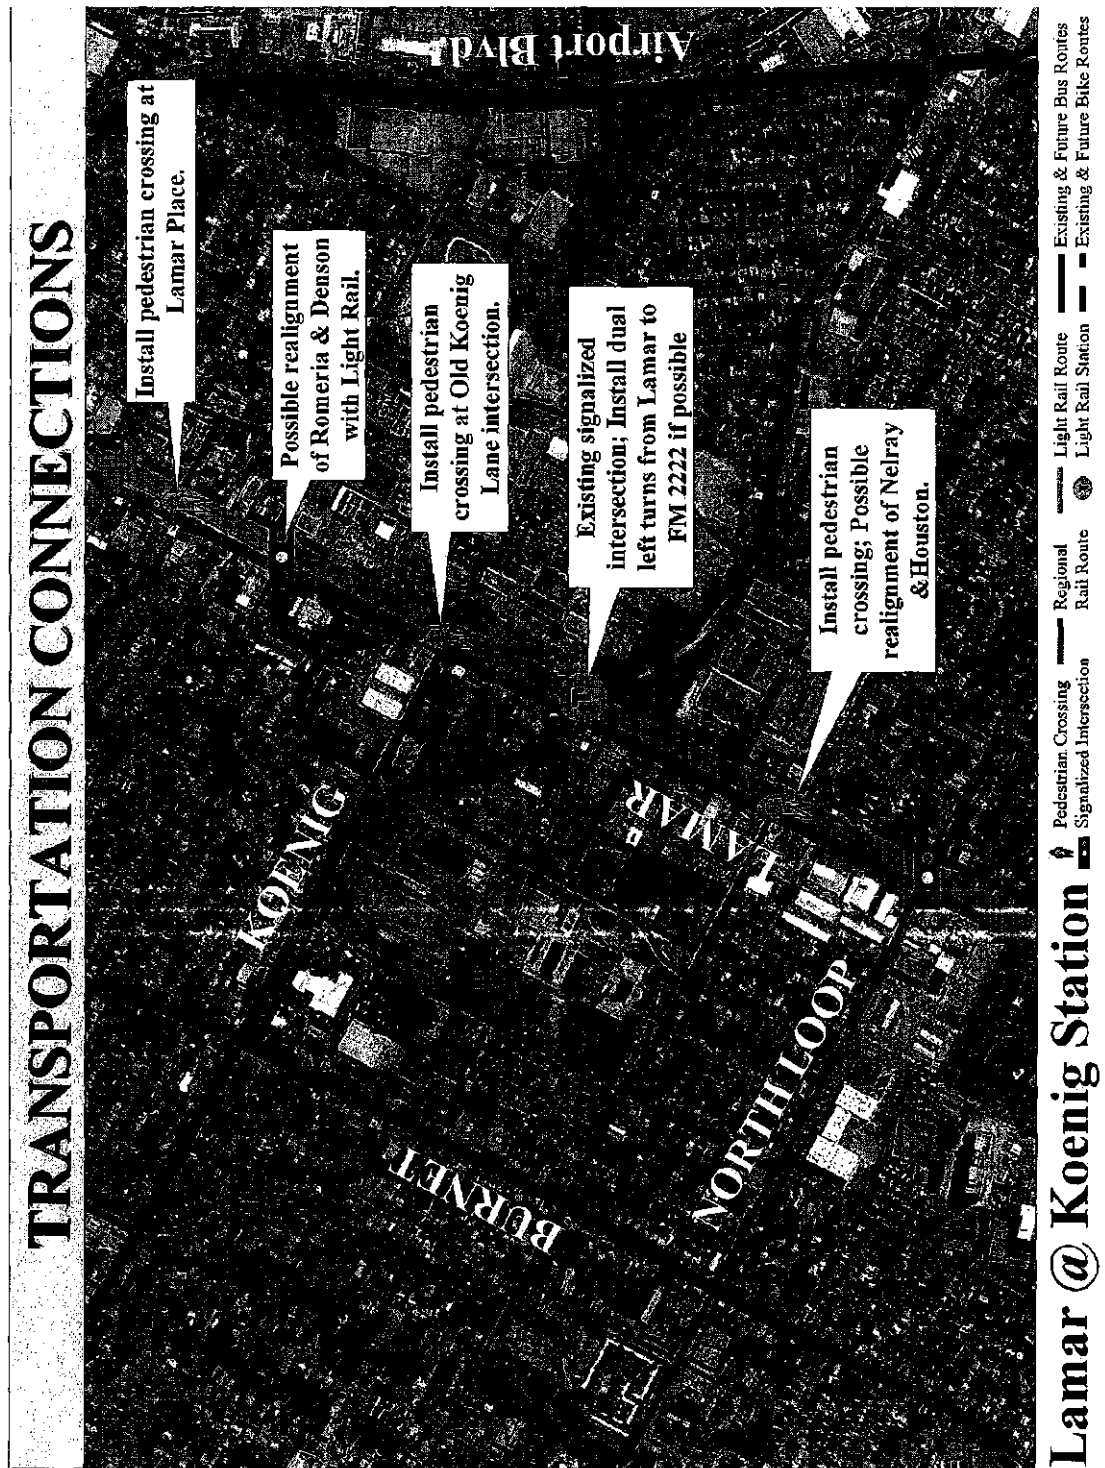 TRANSPORTATION CONNECTIONS
Install pedestrian crossing at
Lamar Place.
Possible realignment
of Romeria & Denson
with Light Rail.
Install pedestrian
crossing at Old Koenig
Lane intersection.
Existing signalized
intersection; Install dual
left turns from Lamar to
FM 2222 if possible
Install pedestrian
crossing; Possible
realignment of Nelray
&Houston.
KOENIG
LAMAR
BURNET
NORTH LOOP
Airport Blvd.
Lamar @ Koenig Station
Pedestrian Crossing
Signalized Intersection
Regional
Rail Route
Light Rail Route
Light Rail Station
Existing & Future Bus Routes
Existing & Future Bike Routes